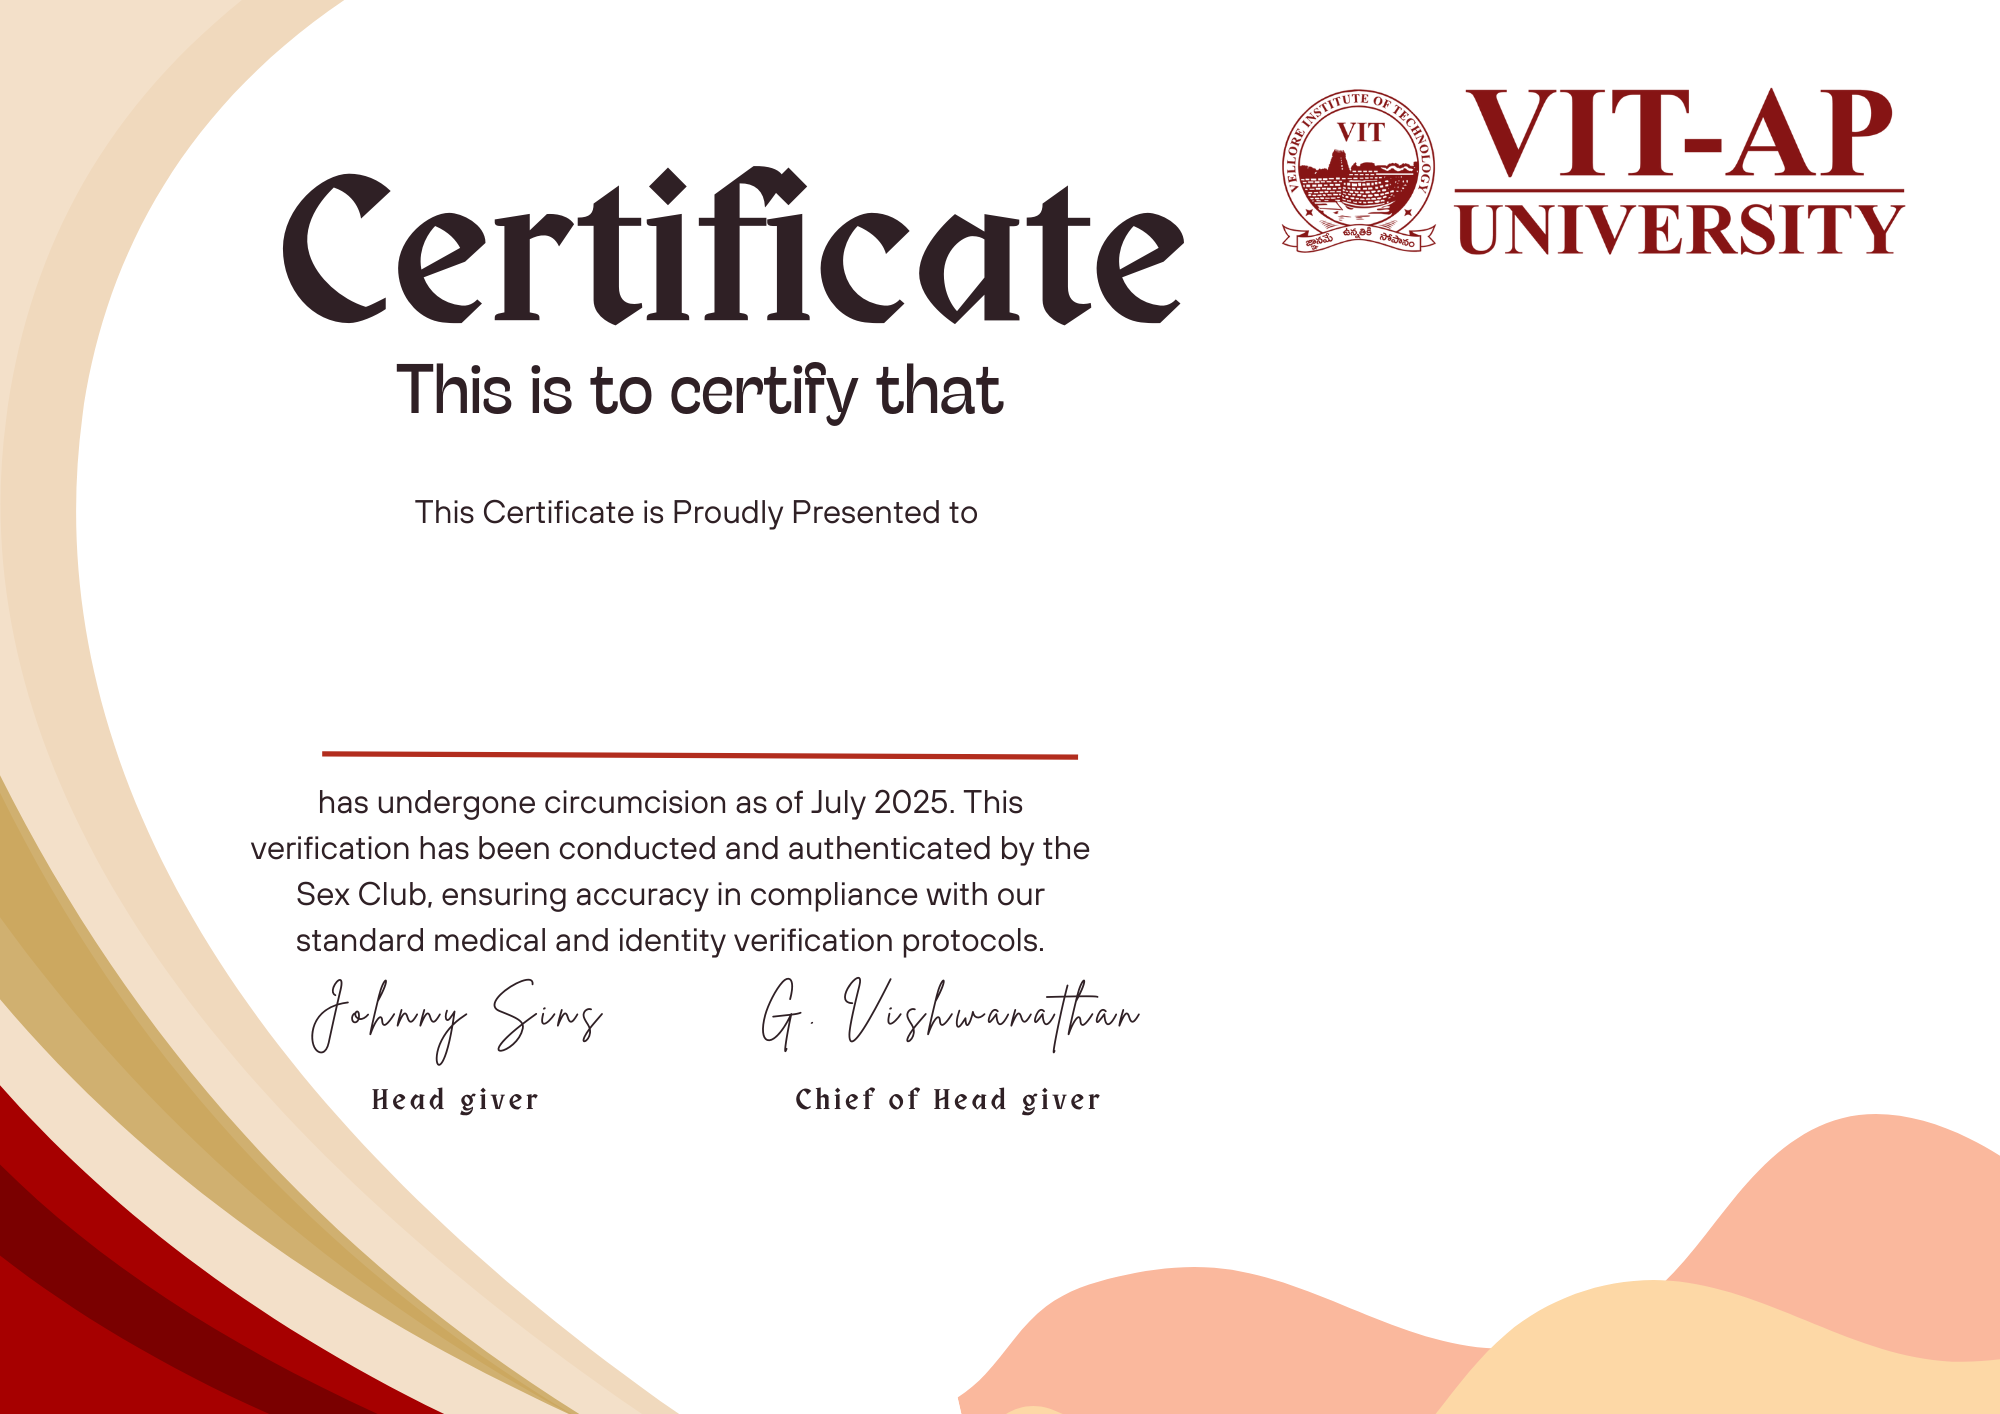 VELLORE INSTITUTE OF TECHNOLOGY
VIT
జ్ఞానమే ఉన్నతికి సోపానం
VIT-AP
UNIVERSITY
Certificate
This is to certify that
This Certificate is Proudly Presented to
has undergone circumcision as of July 2025. This
verification has been conducted and authenticated by the
Sex Club, ensuring accuracy in compliance with our
standard medical and identity verification protocols.
Johnny Sins G. Vishwanathan
Head giver Chief of Head giver